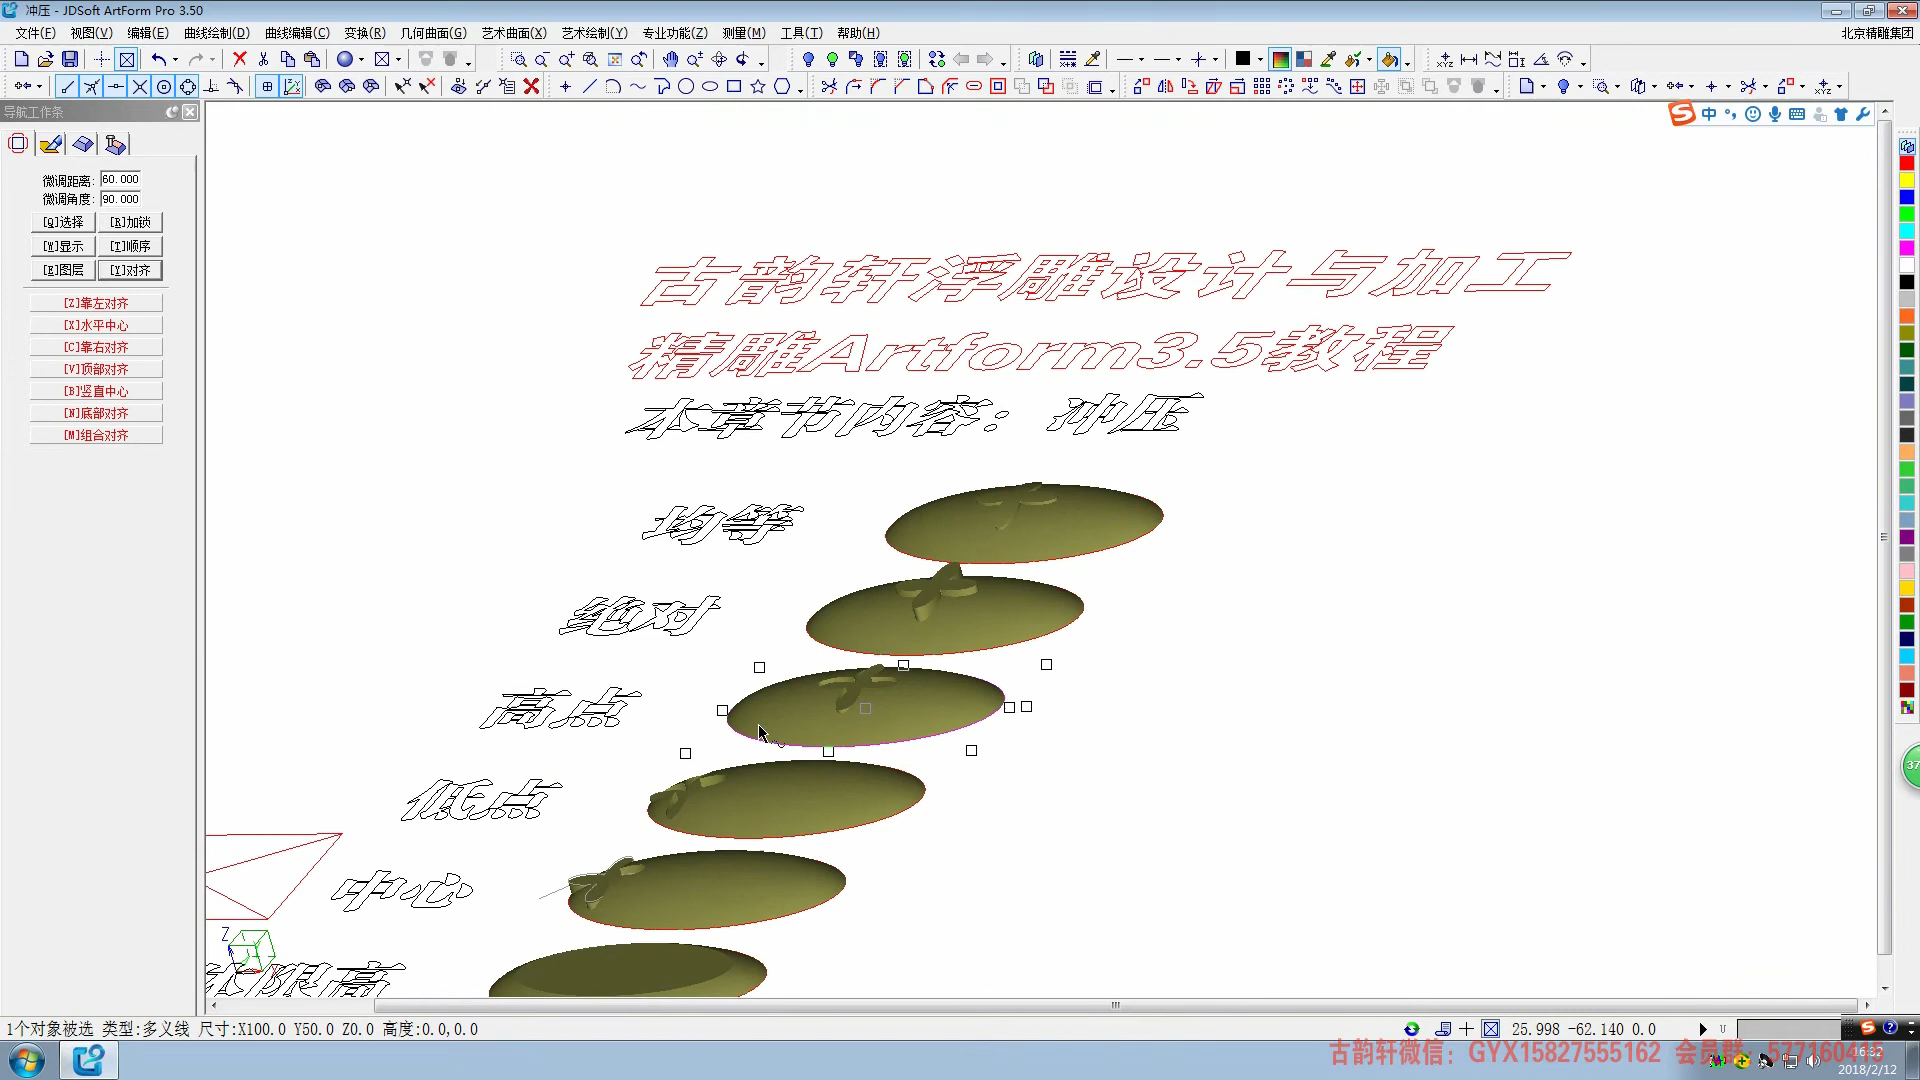 冲压 - JDSoft ArtForm Pro 3.50
文件(F) 视图(V) 编辑(E) 曲线绘制(D) 曲线编辑(C) 变换(R) 几何曲面(G) 艺术曲面(X) 艺术绘制(Y) 专业功能(Z) 测量(M) 工具(T) 帮助(H) 北京精雕集团
导航工作条
中
微调距离: 60.000
微调角度: 90.000
[Q]选择 [R]加锁
[W]显示 [T]顺序
[E]图层 [Y]对齐
[Z]靠左对齐
[X]水平中心
[C]靠右对齐
[V]顶部对齐
[B]竖直中心
[N]底部对齐
[M]组合对齐
古韵轩浮雕设计与加工
精雕Artform3.5教程
本章节内容：冲压
均等
绝对
高点
37
低点
中心
Z
限高
1个对象被选 类型:多义线 尺寸:X100.0 Y50.0 Z0.0 高度:0.0,0.0
25.998 -62.140 0.0
古韵轩微信：GYX15827555162 会员群：577160415
2018/2/12